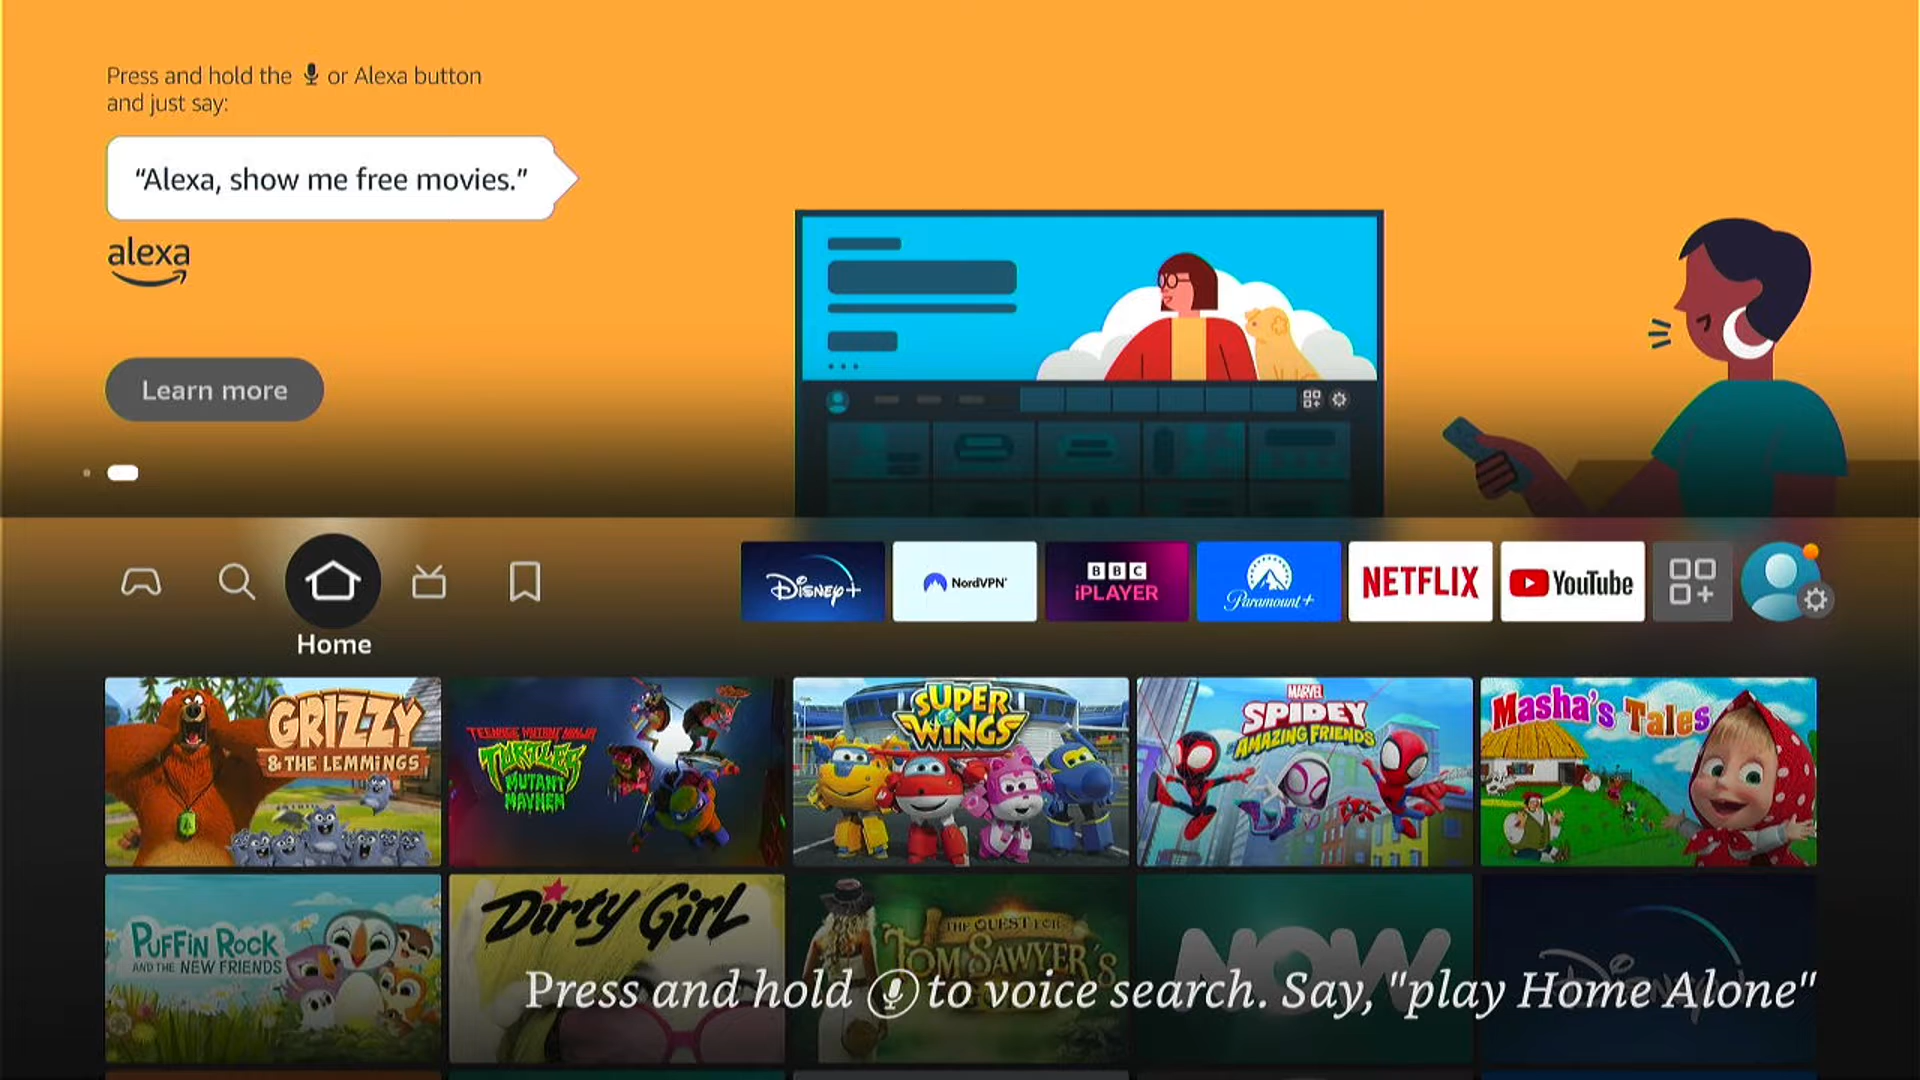 Press and hold the or Alexa button
and just say:
“Alexa, show me free movies.”
alexa
Learn more
Disney+
NordVPN
BBC
iPLAYER
Paramount+
NETFLIX
YouTube
Home
GRIZZY
& THE LEMMINGS
TEENAGE MUTANT NINJA
TURTLES
MUTANT
MAYHEM
SUPER
WINGS
MARVEL
SPIDEY
AND HIS
AMAZING FRIENDS
Masha's Tales
PUFFIN ROCK
AND THE NEW FRIENDS
Dirty Girl
THE QUEST FOR
TOM SAWYER'S
NOW
Disney
Press and hold to voice search. Say, "play Home Alone"